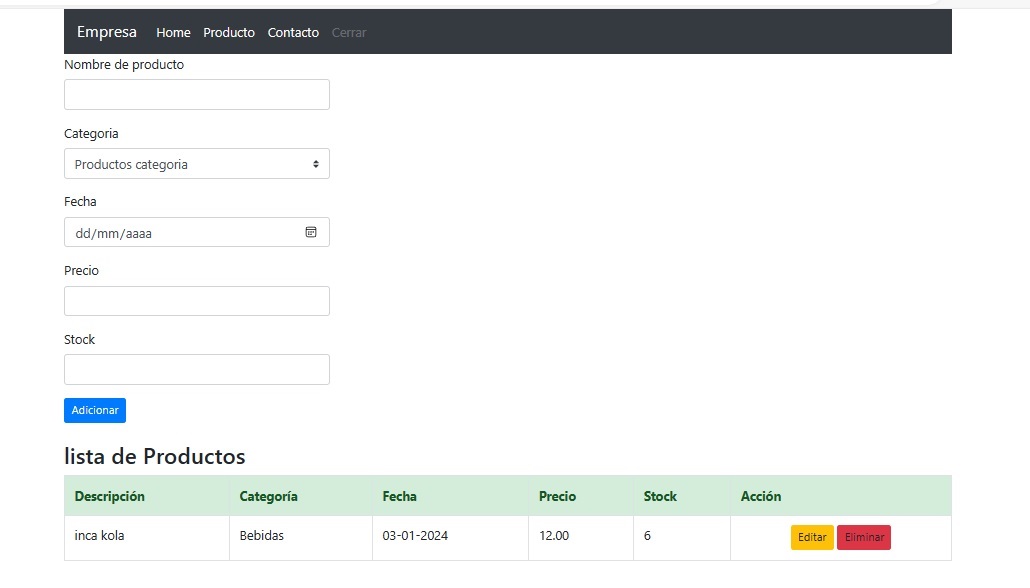 Empresa Home Producto Contacto Cerrar
Nombre de producto
Categoria
Productos categoria
Fecha
dd/mm/aaaa
Precio
Stock
Adicionar
lista de Productos
Descripción Categoría Fecha Precio Stock Acción
inca kola Bebidas 03-01-2024 12.00 6 Editar Eliminar